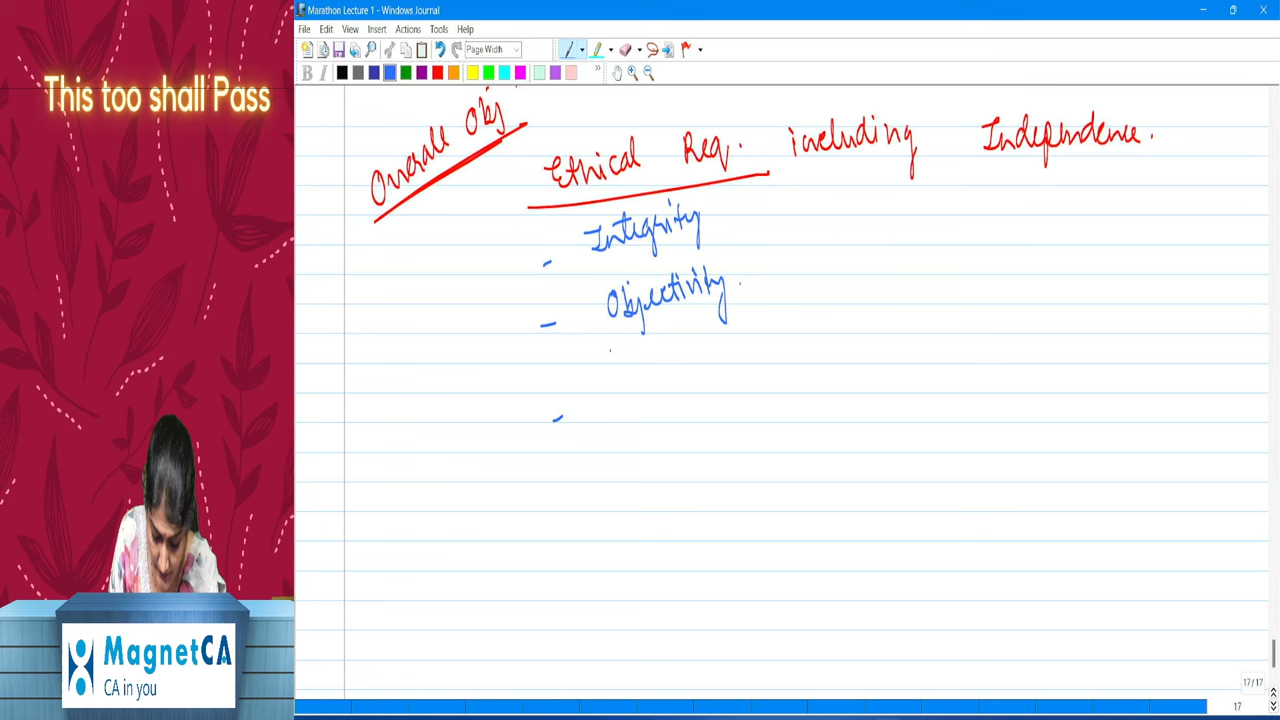 Marathon Lecture 1 - Windows Journal
File Edit View Insert Actions Tools Help
Page Width
B I
This too shall Pass
Overall Obj
Ethical Req. including Independence.
- Integrity
- Objectivity.
-
MagnetCA
CA in you
17/17
17